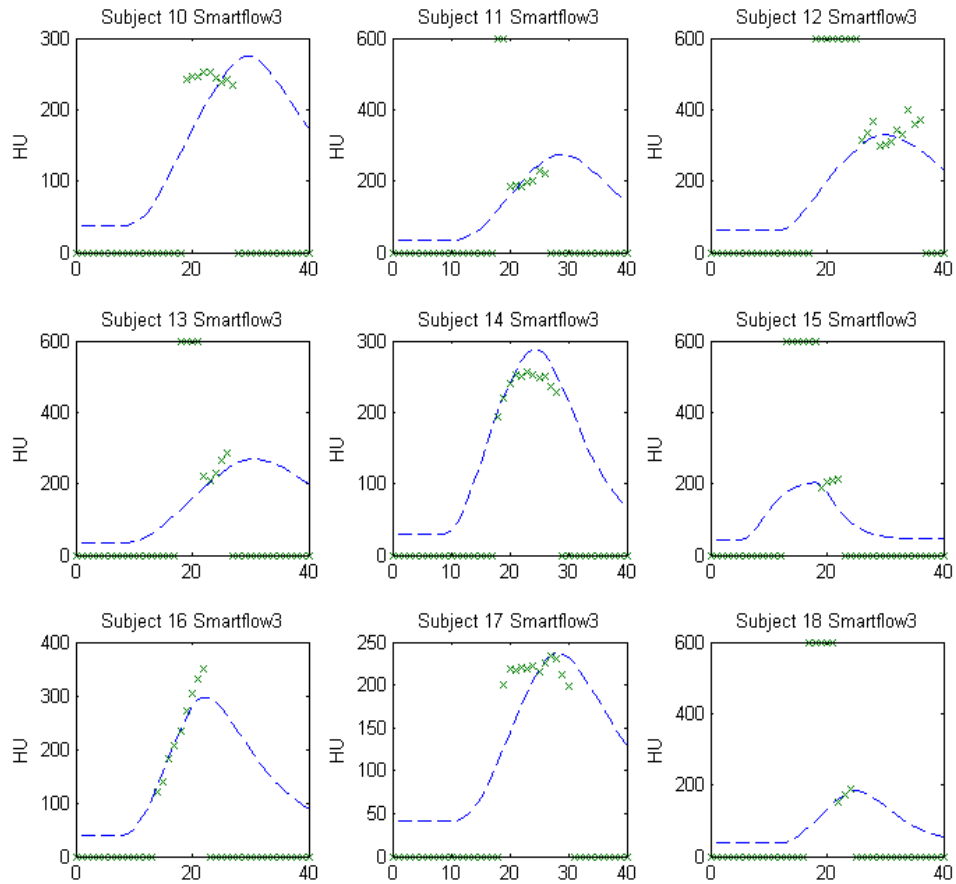 Subject 10 Smartflow3 Subject 11 Smartflow3 Subject 12 Smartflow3
300 600 600
200 400 400
HU HU HU
100 200 200
0 0 0
0 20 40 0 10 20 30 40 0 20 40
Subject 13 Smartflow3 Subject 14 Smartflow3 Subject 15 Smartflow3
600 300 600
400 200 400
HU HU HU
200 100 200
0 0 0
0 20 40 0 10 20 30 40 0 20 40
Subject 16 Smartflow3 Subject 17 Smartflow3 Subject 18 Smartflow3
400 250 600
300 200
400
200 150
HU HU HU
100 200
100 50
0 0 0
0 20 40 0 10 20 30 40 0 20 40